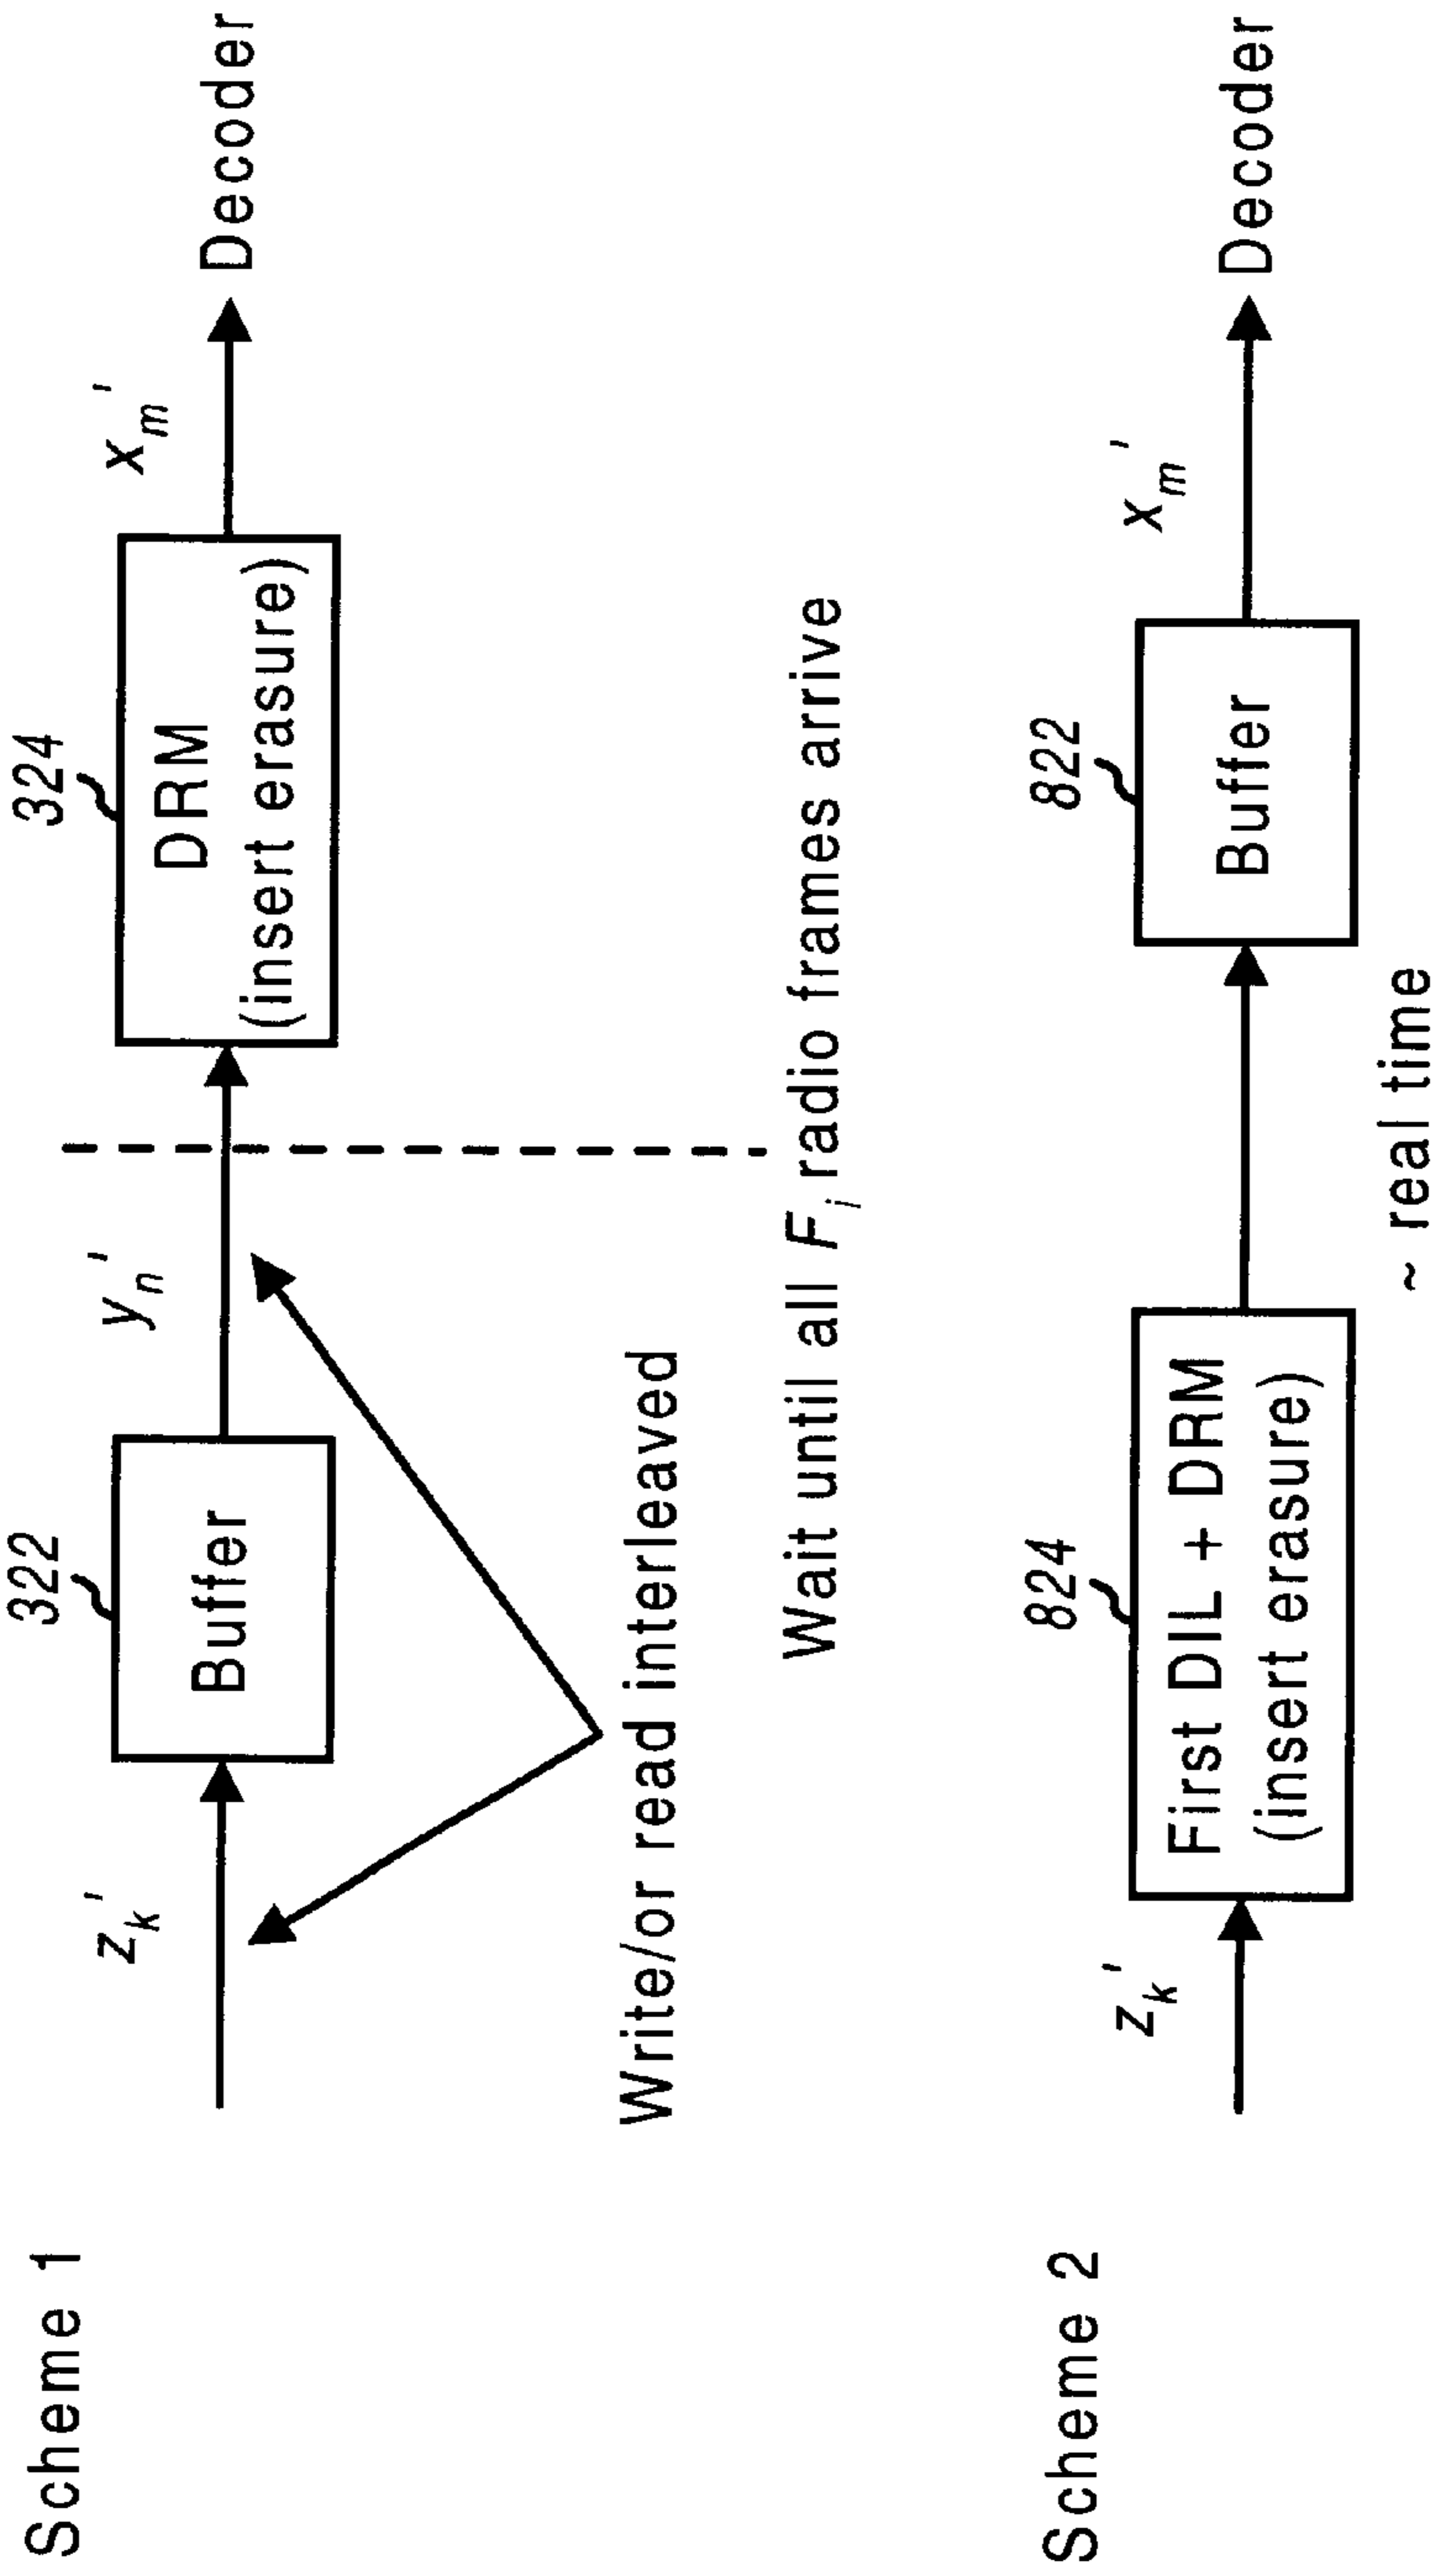 Scheme 1
z_k'
322
Buffer
y_n'
324
DRM
(insert erasure)
x_m'
Decoder
Write/or read interleaved
Wait until all F_i radio frames arrive
Scheme 2
z_k'
824
First DIL + DRM
(insert erasure)
~ real time
822
Buffer
x_m'
Decoder